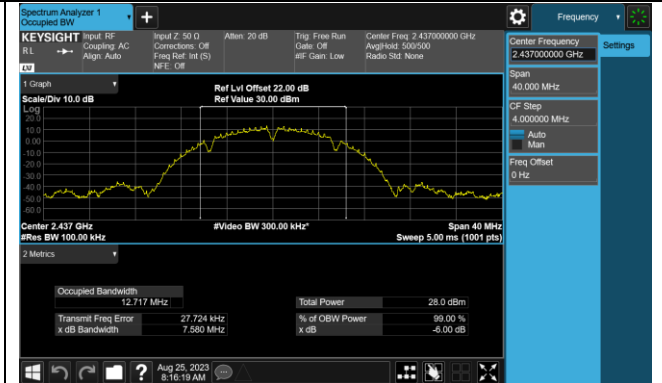 Spectrum Analyzer 1
Occupied BW
+
Frequency
KEYSIGHT
RL
LXI
Input: RF
Coupling: AC
Align: Auto
Input Z: 50 Ω
Corrections: Off
Freq Ref: Int (S)
NFE: Off
Atten: 20 dB
Trig: Free Run
Gate: Off
#IF Gain: Low
Center Freq: 2.437000000 GHz
Avg|Hold: 500/500
Radio Std: None
Center Frequency
2.437000000 GHz
Settings
Span
40.000 MHz
CF Step
4.000000 MHz
Auto
Man
Freq Offset
0 Hz
1 Graph
Scale/Div 10.0 dB
Ref Lvl Offset 22.00 dB
Ref Value 30.00 dBm
Log
20.0
10.0
0.00
-10.0
-20.0
-30.0
-40.0
-50.0
-60.0
Center 2.437 GHz
#Res BW 100.00 kHz
#Video BW 300.00 kHz*
Span 40 MHz
Sweep 5.00 ms (1001 pts)
2 Metrics
Occupied Bandwidth
12.717 MHz
Total Power 28.0 dBm
Transmit Freq Error 27.724 kHz
% of OBW Power 99.00 %
x dB Bandwidth 7.580 MHz
x dB -6.00 dB
?
Aug 25, 2023
8:16:19 AM